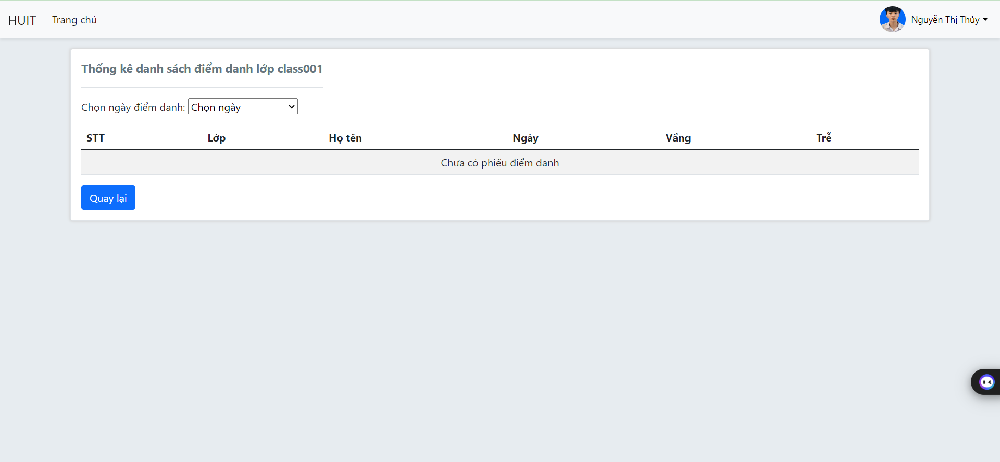 HUIT Trang chủ Nguyễn Thị Thủy
Thống kê danh sách điểm danh lớp class001
Chọn ngày điểm danh: Chọn ngày
STT Lớp Họ tên Ngày Vắng Trễ
Chưa có phiếu điểm danh
Quay lại